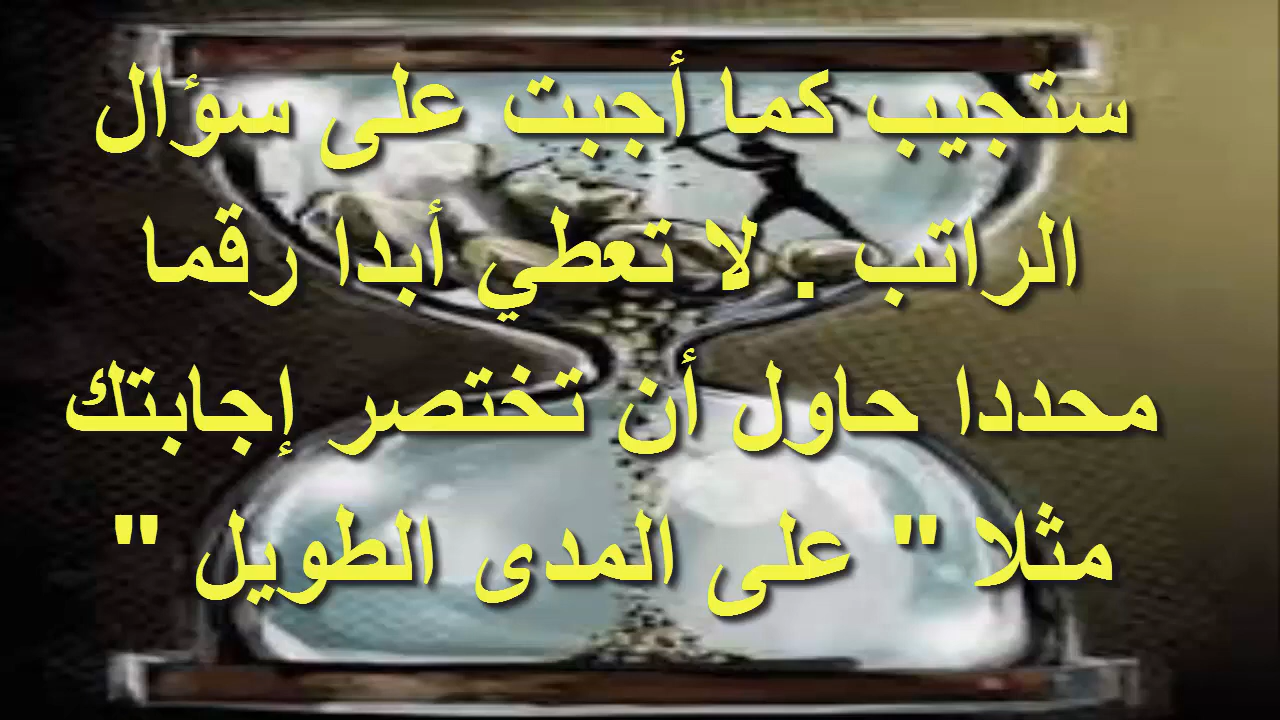 ستجيب كما أجبت على سؤال
الراتب . لا تعطي أبدا رقما
محددا حاول أن تختصر إجابتك
مثلا " على المدى الطويل "